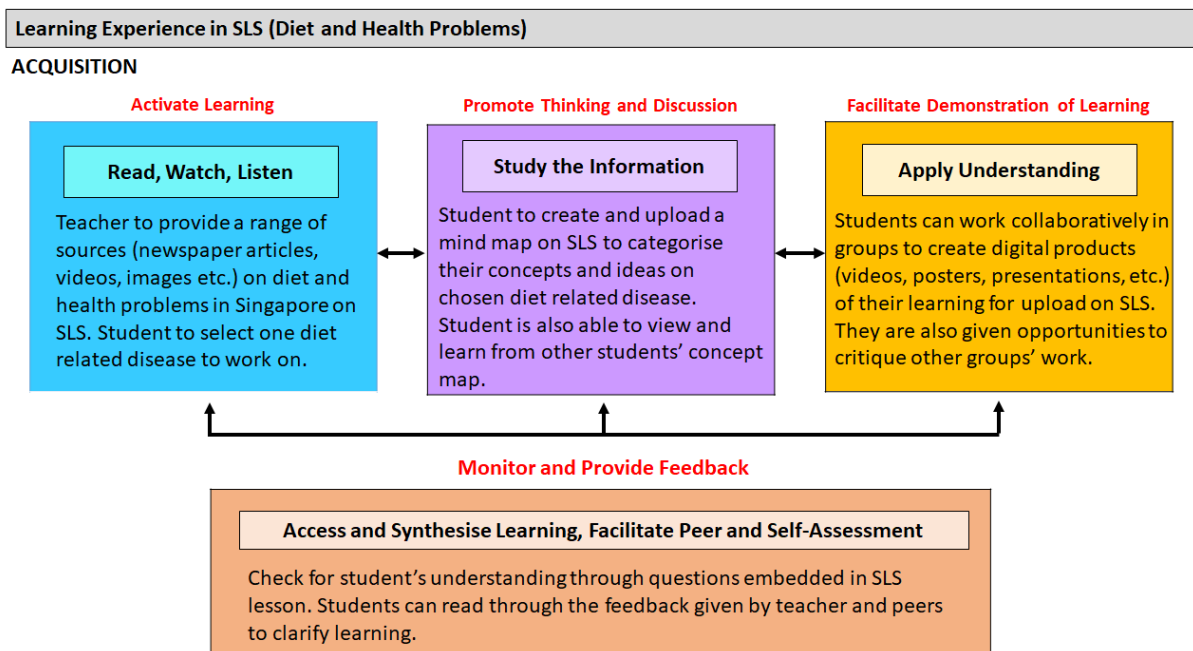 Learning Experience in SLS (Diet and Health Problems)
ACQUISITION
Activate Learning
Read, Watch, Listen
Teacher to provide a range of
sources (newspaper articles,
videos, images etc.) on diet and
health problems in Singapore on
SLS. Student to select one diet
related disease to work on.
Promote Thinking and Discussion
Study the Information
Student to create and upload a
mind map on SLS to categorise
their concepts and ideas on
chosen diet related disease.
Student is also able to view and
learn from other students’ concept
map.
Facilitate Demonstration of Learning
Apply Understanding
Students can work collaboratively in
groups to create digital products
(videos, posters, presentations, etc.)
of their learning for upload on SLS.
They are also given opportunities to
critique other groups’ work.
Monitor and Provide Feedback
Access and Synthesise Learning, Facilitate Peer and Self-Assessment
Check for student’s understanding through questions embedded in SLS
lesson. Students can read through the feedback given by teacher and peers
to clarify learning.